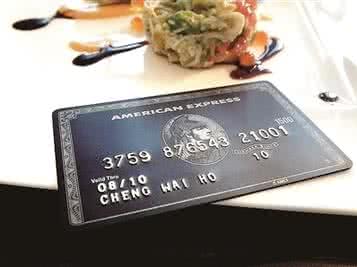 AMERICAN EXPRESS
3759 876543 21001
Valid Thru
08/10 10
CHENG WAI HO